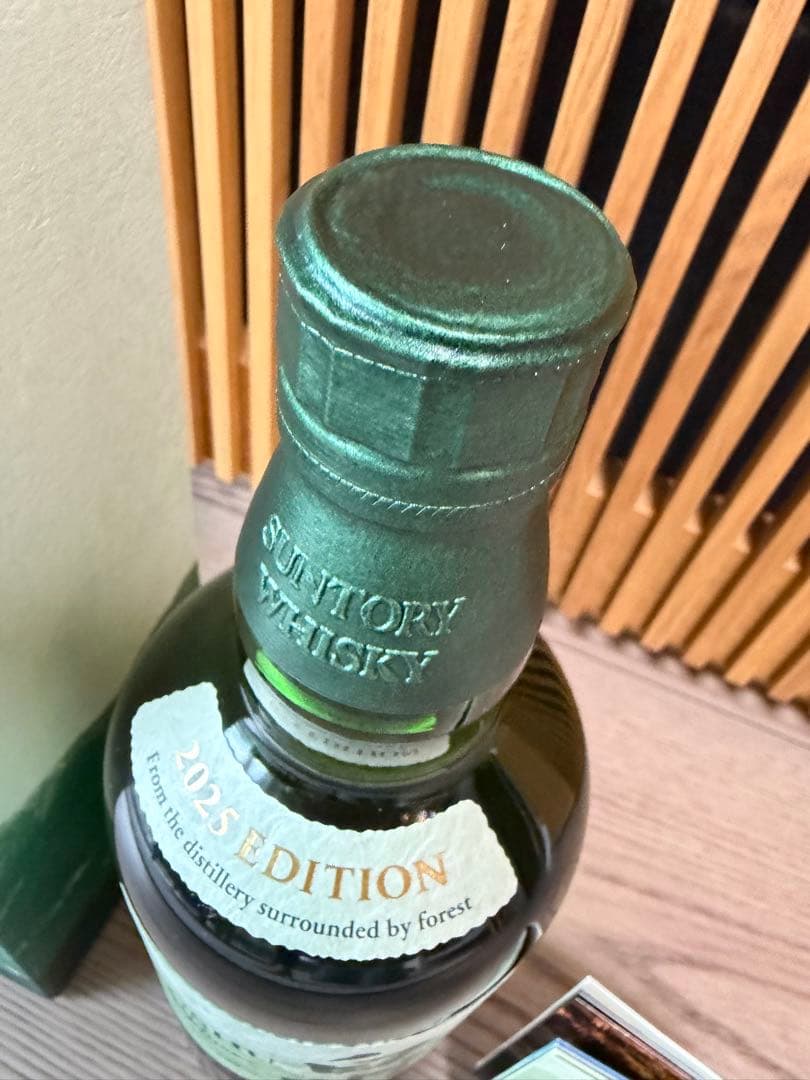 SUNTORY
WHISKY
2025 EDITION
From the distillery surrounded by forest